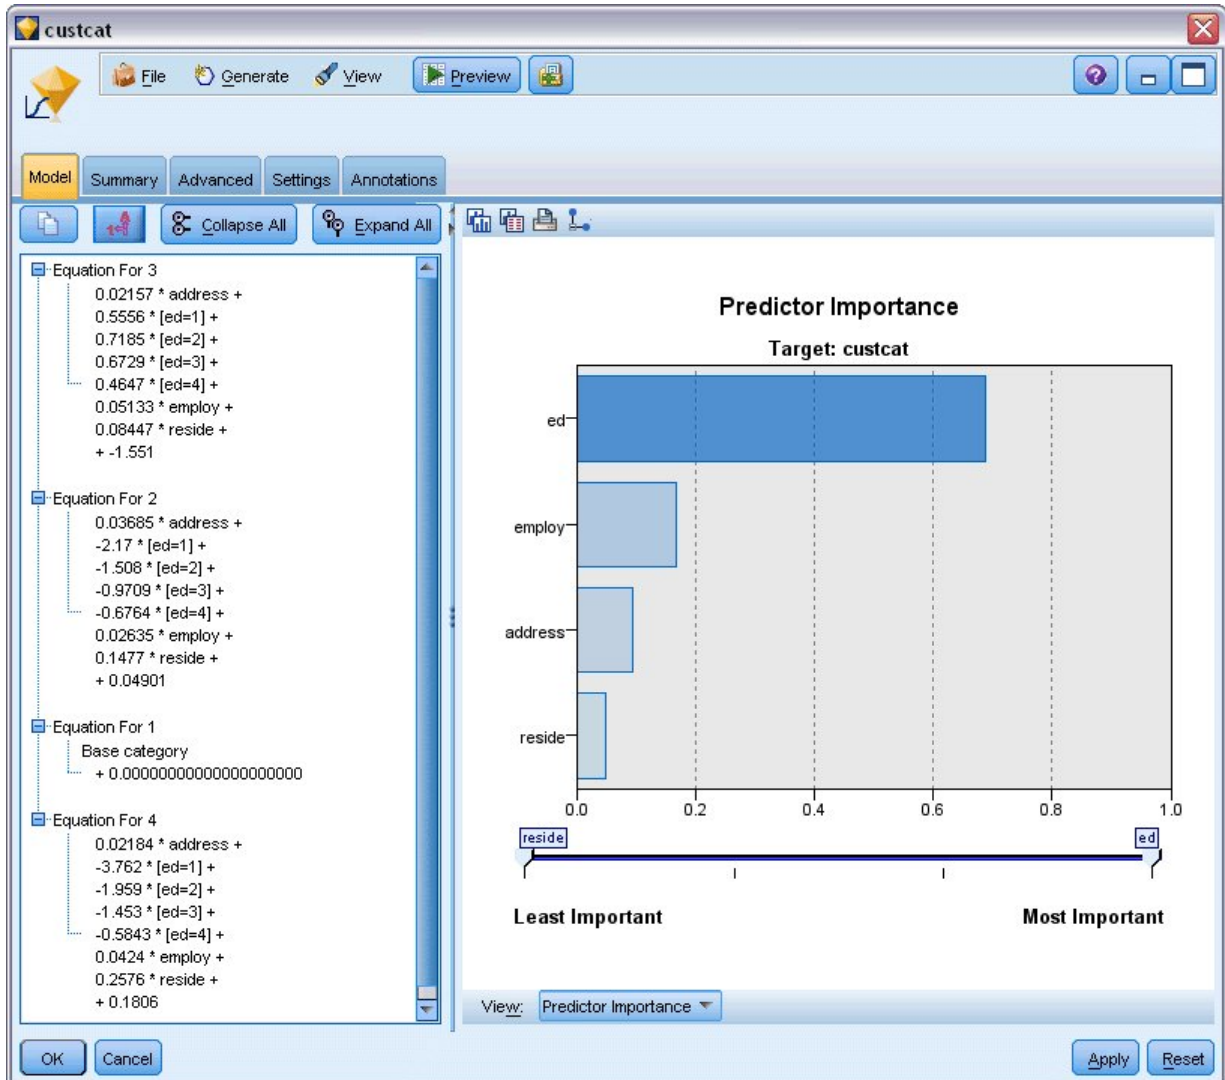 custcat
File Generate View Preview
Model Summary Advanced Settings Annotations
Collapse All Expand All
Equation For 3
0.02157 * address +
0.5556 * [ed=1] +
0.7185 * [ed=2] +
0.6729 * [ed=3] +
0.4647 * [ed=4] +
0.05133 * employ +
0.08447 * reside +
+ -1.551
Equation For 2
0.03685 * address +
-2.17 * [ed=1] +
-1.508 * [ed=2] +
-0.9709 * [ed=3] +
-0.6764 * [ed=4] +
0.02635 * employ +
0.1477 * reside +
+ 0.04901
Equation For 1
Base category
+ 0.00000000000000000000
Equation For 4
0.02184 * address +
-3.762 * [ed=1] +
-1.959 * [ed=2] +
-1.453 * [ed=3] +
-0.5843 * [ed=4] +
0.0424 * employ +
0.2576 * reside +
+ 0.1806
Predictor Importance
Target: custcat
ed
employ
address
reside
0.0 0.2 0.4 0.6 0.8 1.0
reside ed
Least Important Most Important
View: Predictor Importance
OK Cancel Apply Reset